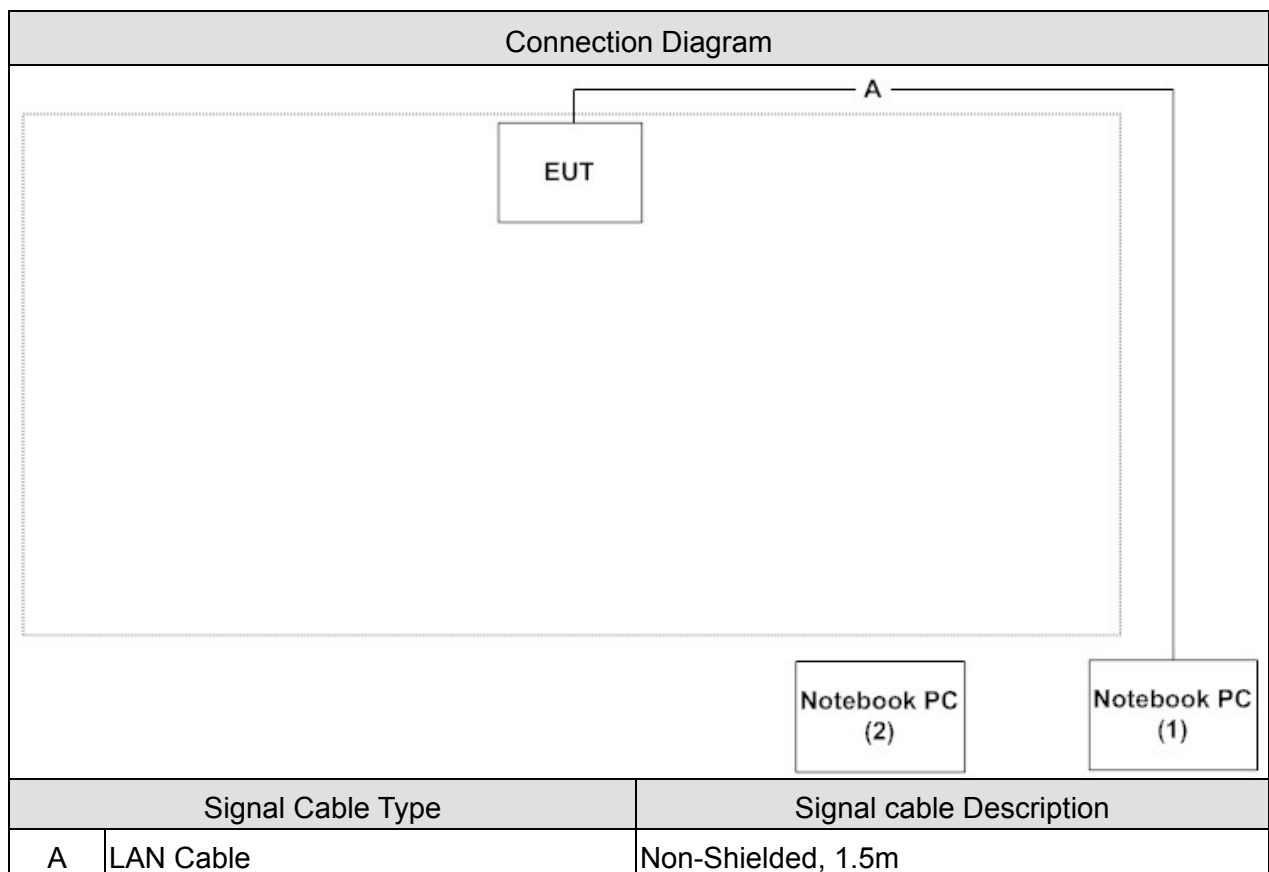 Connection Diagram
A
EUT
Notebook PC
(2)
Notebook PC
(1)
Signal Cable Type
Signal cable Description
A
LAN Cable
Non-Shielded, 1.5m